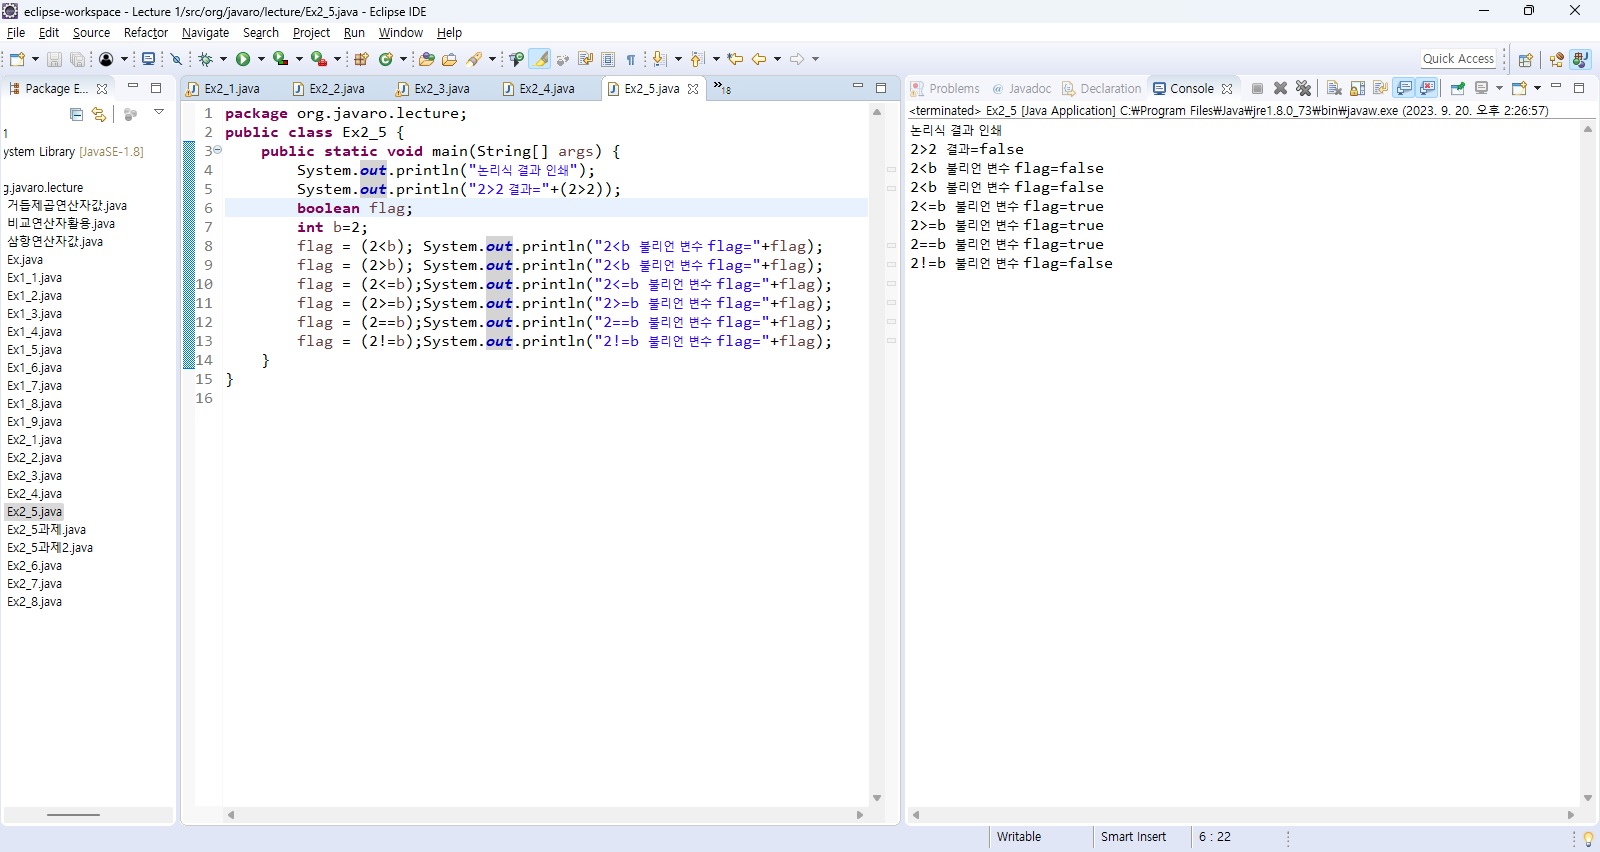 eclipse-workspace - Lecture 1/src/org/javaro/lecture/Ex2_5.java - Eclipse IDE
File Edit Source Refactor Navigate Search Project Run Window Help
Quick Access
Package E...
1
ystem Library [JavaSE-1.8]
g.javaro.lecture
거듭제곱연산자값.java
비교연산자활용.java
삼항연산자값.java
Ex.java
Ex1_1.java
Ex1_2.java
Ex1_3.java
Ex1_4.java
Ex1_5.java
Ex1_6.java
Ex1_7.java
Ex1_8.java
Ex1_9.java
Ex2_1.java
Ex2_2.java
Ex2_3.java
Ex2_4.java
Ex2_5.java
Ex2_5과제.java
Ex2_5과제2.java
Ex2_6.java
Ex2_7.java
Ex2_8.java
Ex2_1.java Ex2_2.java Ex2_3.java Ex2_4.java Ex2_5.java »18
1 package org.javaro.lecture;
2 public class Ex2_5 {
3 public static void main(String[] args) {
4 System.out.println("논리식 결과 인쇄");
5 System.out.println("2>2 결과="+(2>2));
6 boolean flag;
7 int b=2;
8 flag = (2<b); System.out.println("2<b 불리언 변수 flag="+flag);
9 flag = (2>b); System.out.println("2<b 불리언 변수 flag="+flag);
10 flag = (2<=b);System.out.println("2<=b 불리언 변수 flag="+flag);
11 flag = (2>=b);System.out.println("2>=b 불리언 변수 flag="+flag);
12 flag = (2==b);System.out.println("2==b 불리언 변수 flag="+flag);
13 flag = (2!=b);System.out.println("2!=b 불리언 변수 flag="+flag);
14 }
15 }
16
Problems @ Javadoc Declaration Console
<terminated> Ex2_5 [Java Application] C:₩Program Files₩Java₩jre1.8.0_73₩bin₩javaw.exe (2023. 9. 20. 오후 2:26:57)
논리식 결과 인쇄
2>2 결과=false
2<b 불리언 변수 flag=false
2<b 불리언 변수 flag=false
2<=b 불리언 변수 flag=true
2>=b 불리언 변수 flag=true
2==b 불리언 변수 flag=true
2!=b 불리언 변수 flag=false
Writable Smart Insert 6 : 22